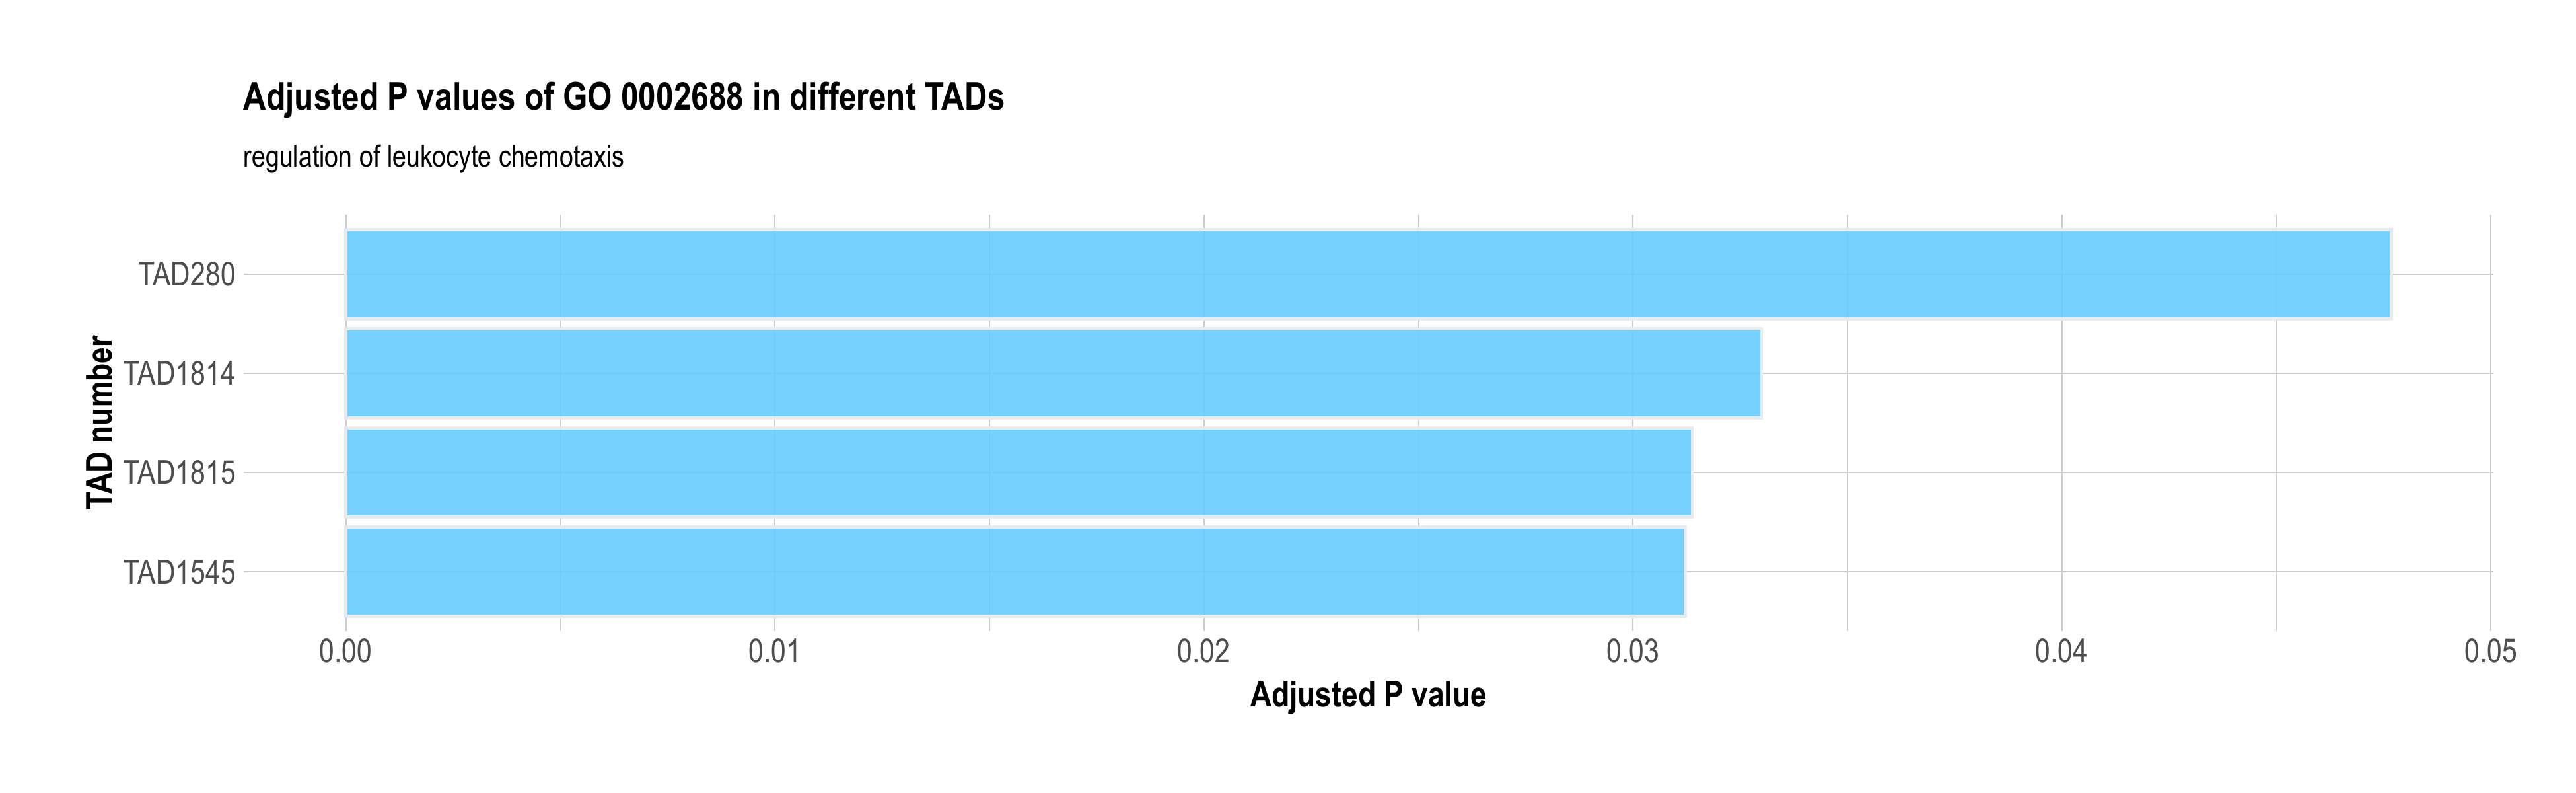 Adjusted P values of GO 0002688 in different TADs
regulation of leukocyte chemotaxis
TAD number
TAD280
TAD1814
TAD1815
TAD1545
0.00 0.01 0.02 0.03 0.04 0.05
Adjusted P value